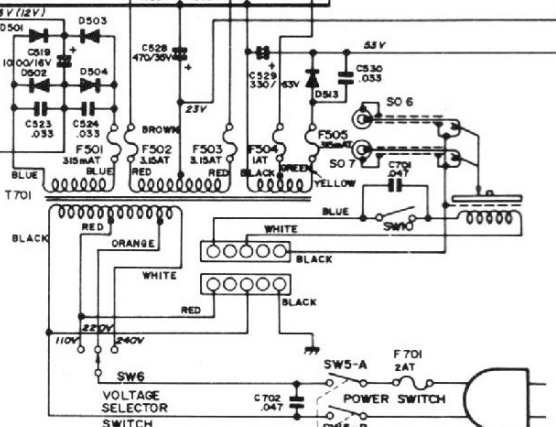 5V (12V)
D501
D503
C519
1000/16V
D502
D504
C523
.033
C524
.033
C528
470/35V
23V
53V
C529
330/ 63V
D513
C530
.033
SO 6
SO 7
BROWN
F501
315mAT
F502
3.15AT
F503
3.15AT
F504
1AT
F505
315mAT
BLUE
BLUE
RED
RED
BLACK
GREEN
YELLOW
C701
.047
T701
BLUE
SW10
WHITE
BLACK
RED
ORANGE
WHITE
BLACK
RED
BLACK
110V
220V
240V
SW6
VOLTAGE
SELECTOR
SWITCH
C702
.047
SW5-A
F701
2AT
POWER SWITCH